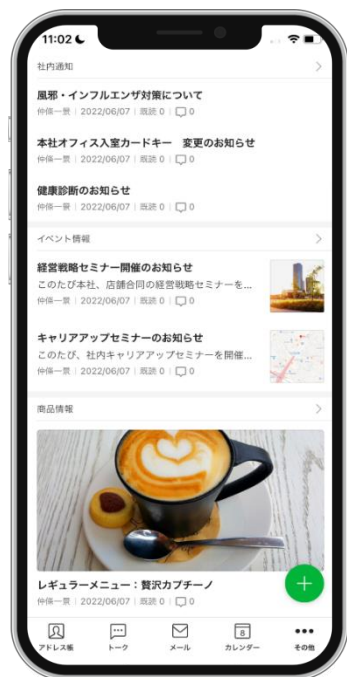 11:02
社内通知
風邪・インフルエンザ対策について
仲條一景 | 2022/06/07 | 既読 0 | 0
本社オフィス入室カードキー 変更のお知らせ
仲條一景 | 2022/06/07 | 既読 0 | 0
健康診断のお知らせ
仲條一景 | 2022/06/07 | 既読 0 | 0
イベント情報
経営戦略セミナー開催のお知らせ
このたび本社、店舗合同の経営戦略セミナーを...
仲條一景 | 2022/06/07 | 既読 0 | 0
キャリアアップセミナーのお知らせ
このたび、社内キャリアアップセミナーを開催...
仲條一景 | 2022/06/07 | 既読 0 | 0
商品情報
レギュラーメニュー：贅沢カプチーノ
仲條一景 | 2022/06/07 | 既読 0 | 0
8
アドレス帳 トーク メール カレンダー その他